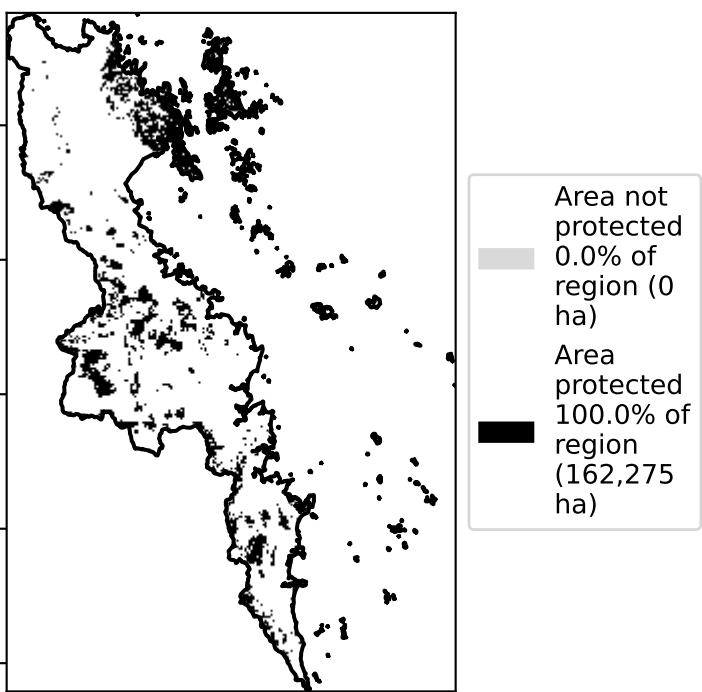 Area not
protected
0.0% of
region (0
ha)
Area
protected
100.0% of
region
(162,275
ha)